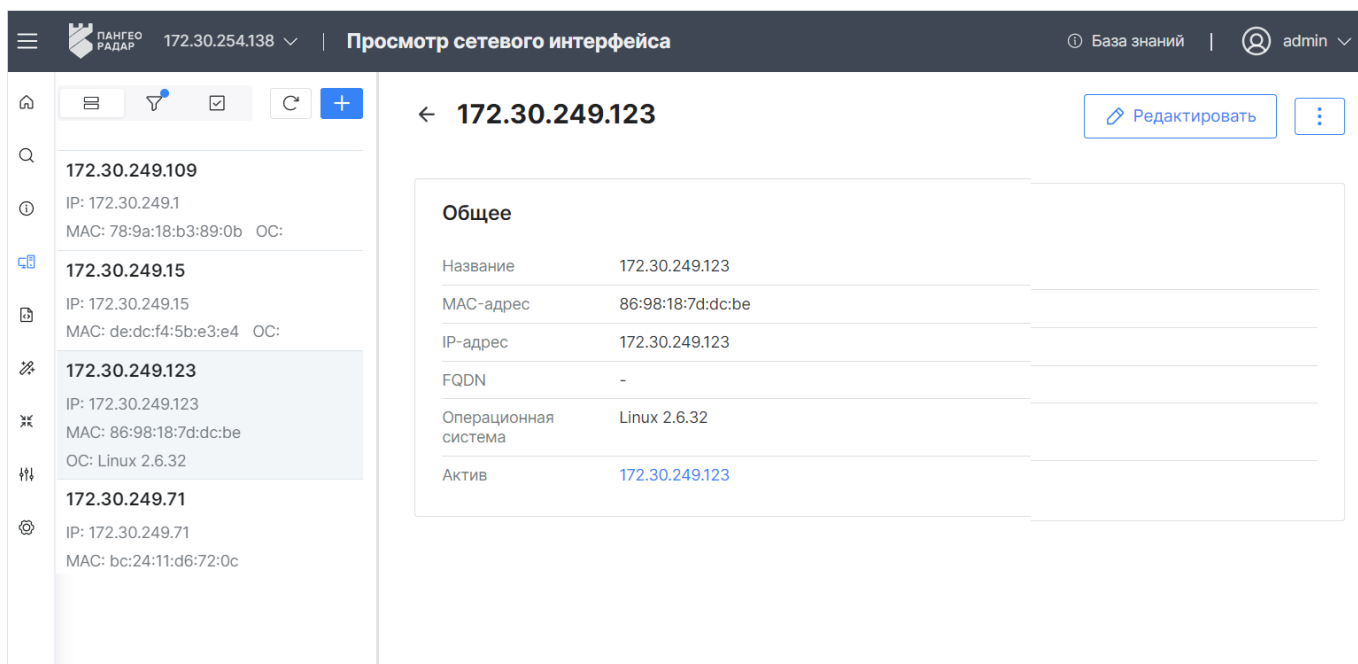 ПАНГЕО
РАДАР
172.30.254.138
Просмотр сетевого интерфейса
База знаний
admin
172.30.249.109
IP: 172.30.249.1
MAC: 78:9a:18:b3:89:0b ОС:
172.30.249.15
IP: 172.30.249.15
MAC: de:dc:f4:5b:e3:e4 ОС:
172.30.249.123
IP: 172.30.249.123
MAC: 86:98:18:7d:dc:be
ОС: Linux 2.6.32
172.30.249.71
IP: 172.30.249.71
MAC: bc:24:11:d6:72:0c
172.30.249.123
Редактировать
Общее
Название 172.30.249.123
MAC-адрес 86:98:18:7d:dc:be
IP-адрес 172.30.249.123
FQDN -
Операционная Linux 2.6.32
система
Актив 172.30.249.123